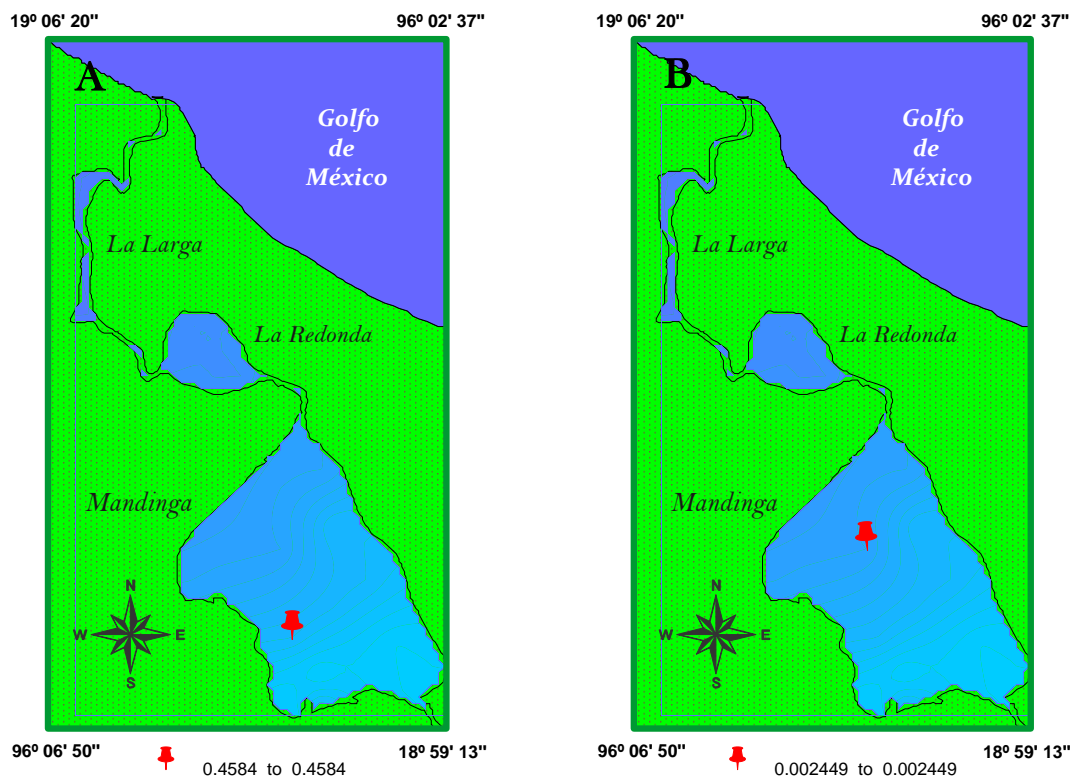 19º 06' 20"
96º 02' 37"
A
Golfo
de
México
La Larga
La Redonda
Mandinga
N
W
E
S
96º 06' 50"
18º 59' 13"
0.4584 to 0.4584
19º 06' 20"
96º 02' 37"
B
Golfo
de
México
La Larga
La Redonda
Mandinga
N
W
E
S
96º 06' 50"
18º 59' 13"
0.002449 to 0.002449